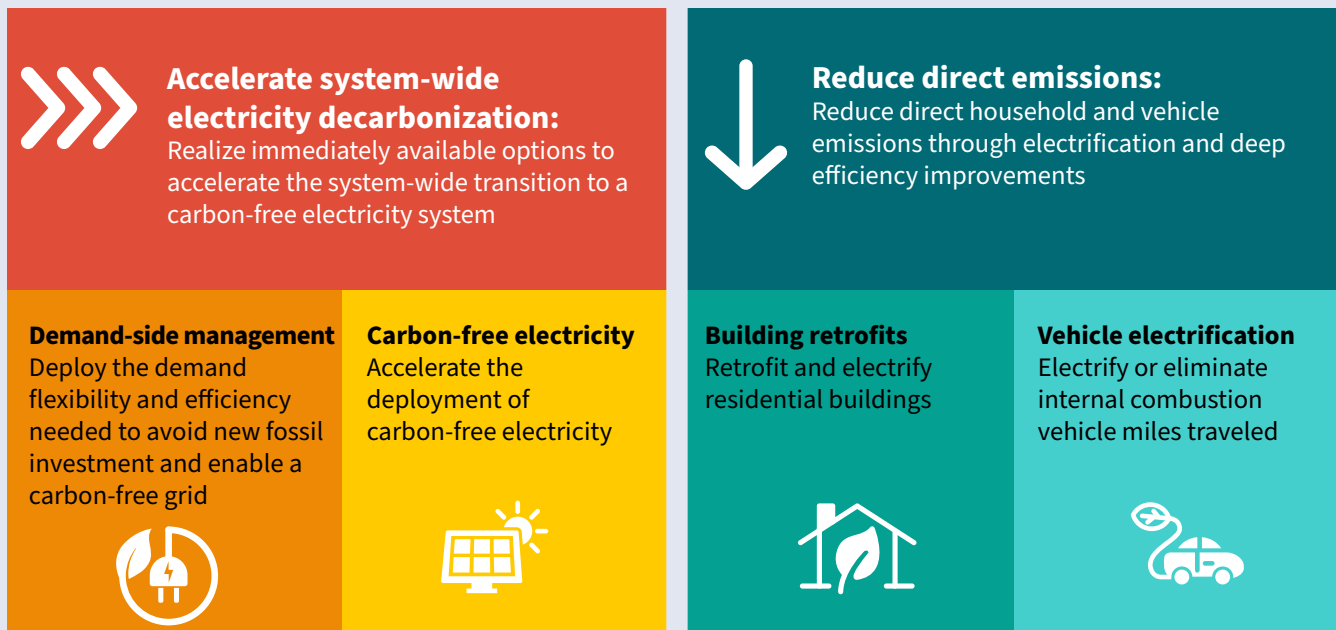 Accelerate system-wide
electricity decarbonization:
Realize immediately available options to
accelerate the system-wide transition to a
carbon-free electricity system
Reduce direct emissions:
Reduce direct household and vehicle
emissions through electrification and deep
efficiency improvements
Demand-side management
Deploy the demand
flexibility and efficiency
needed to avoid new fossil
investment and enable a
carbon-free grid
Carbon-free electricity
Accelerate the
deployment of
carbon-free electricity
Building retrofits
Retrofit and electrify
residential buildings
Vehicle electrification
Electrify or eliminate
internal combustion
vehicle miles traveled